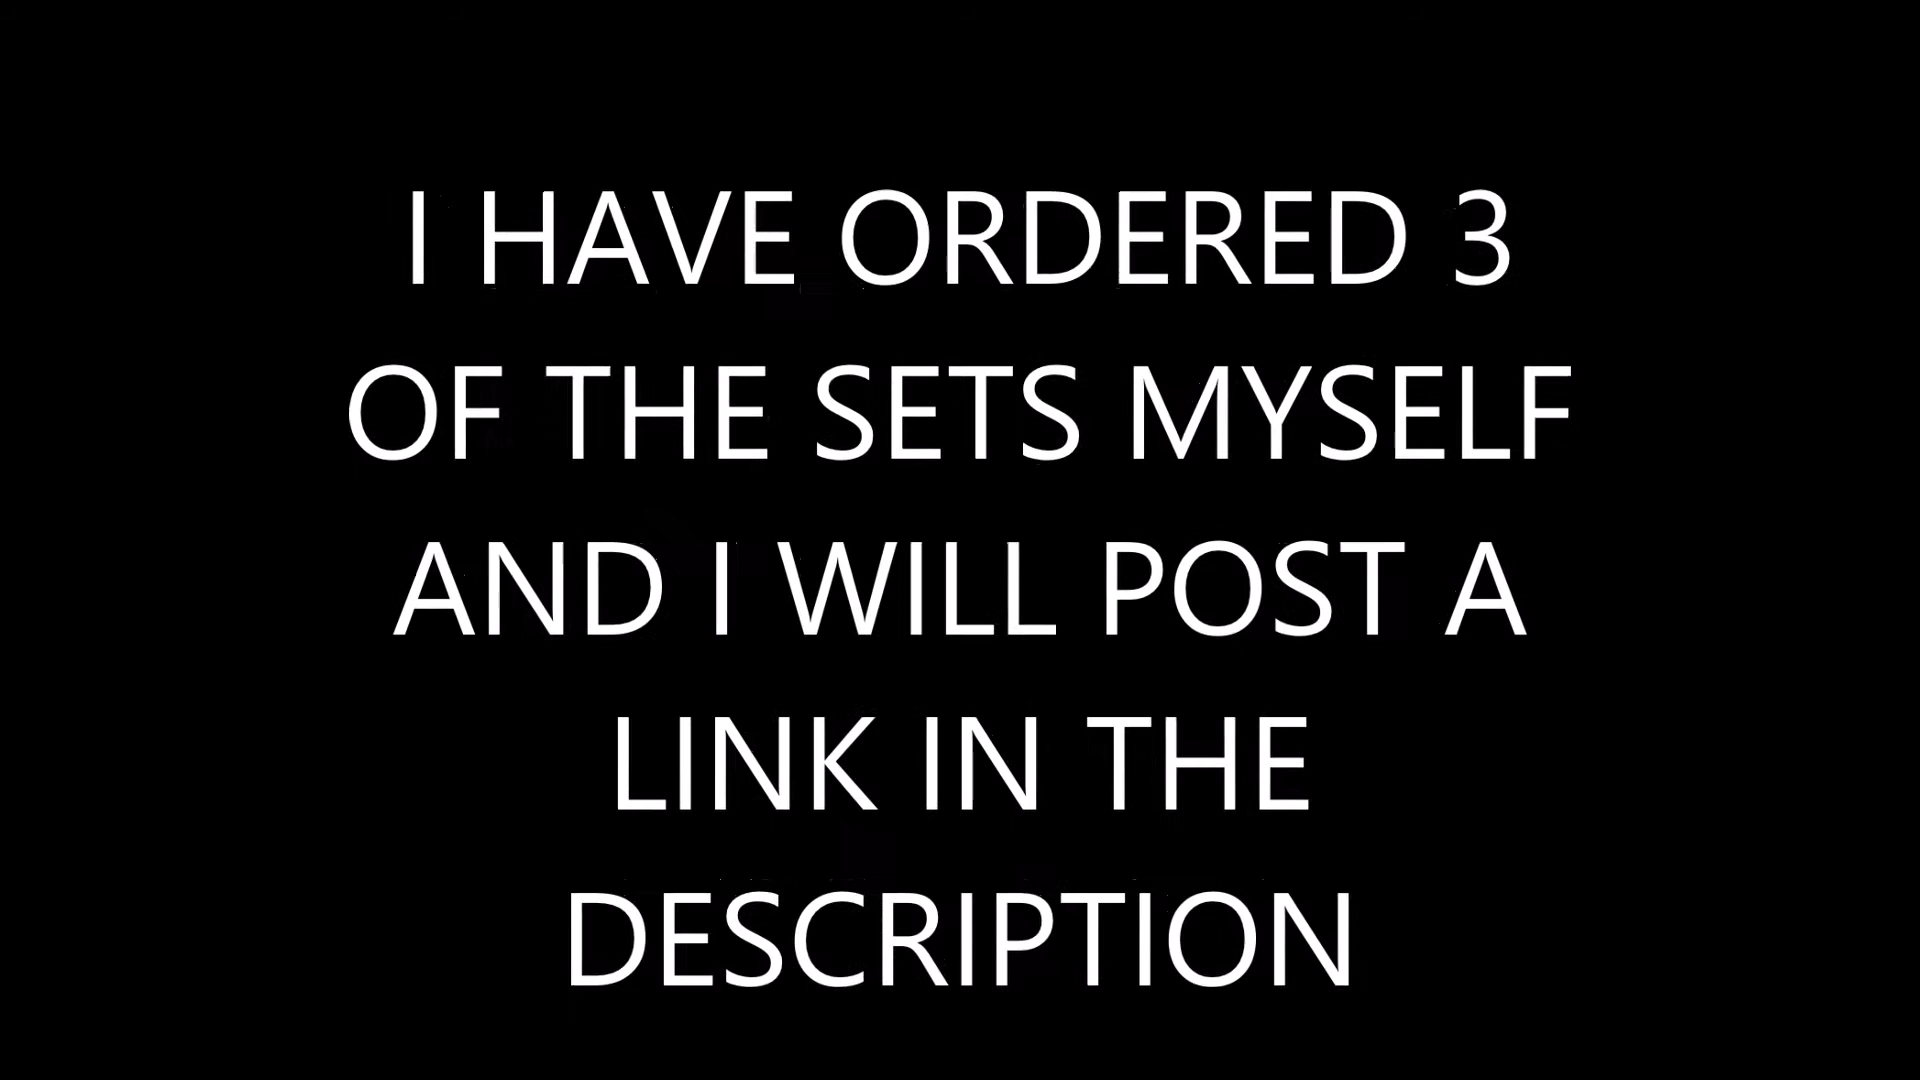 I HAVE ORDERED 3
OF THE SETS MYSELF
AND I WILL POST A
LINK IN THE
DESCRIPTION